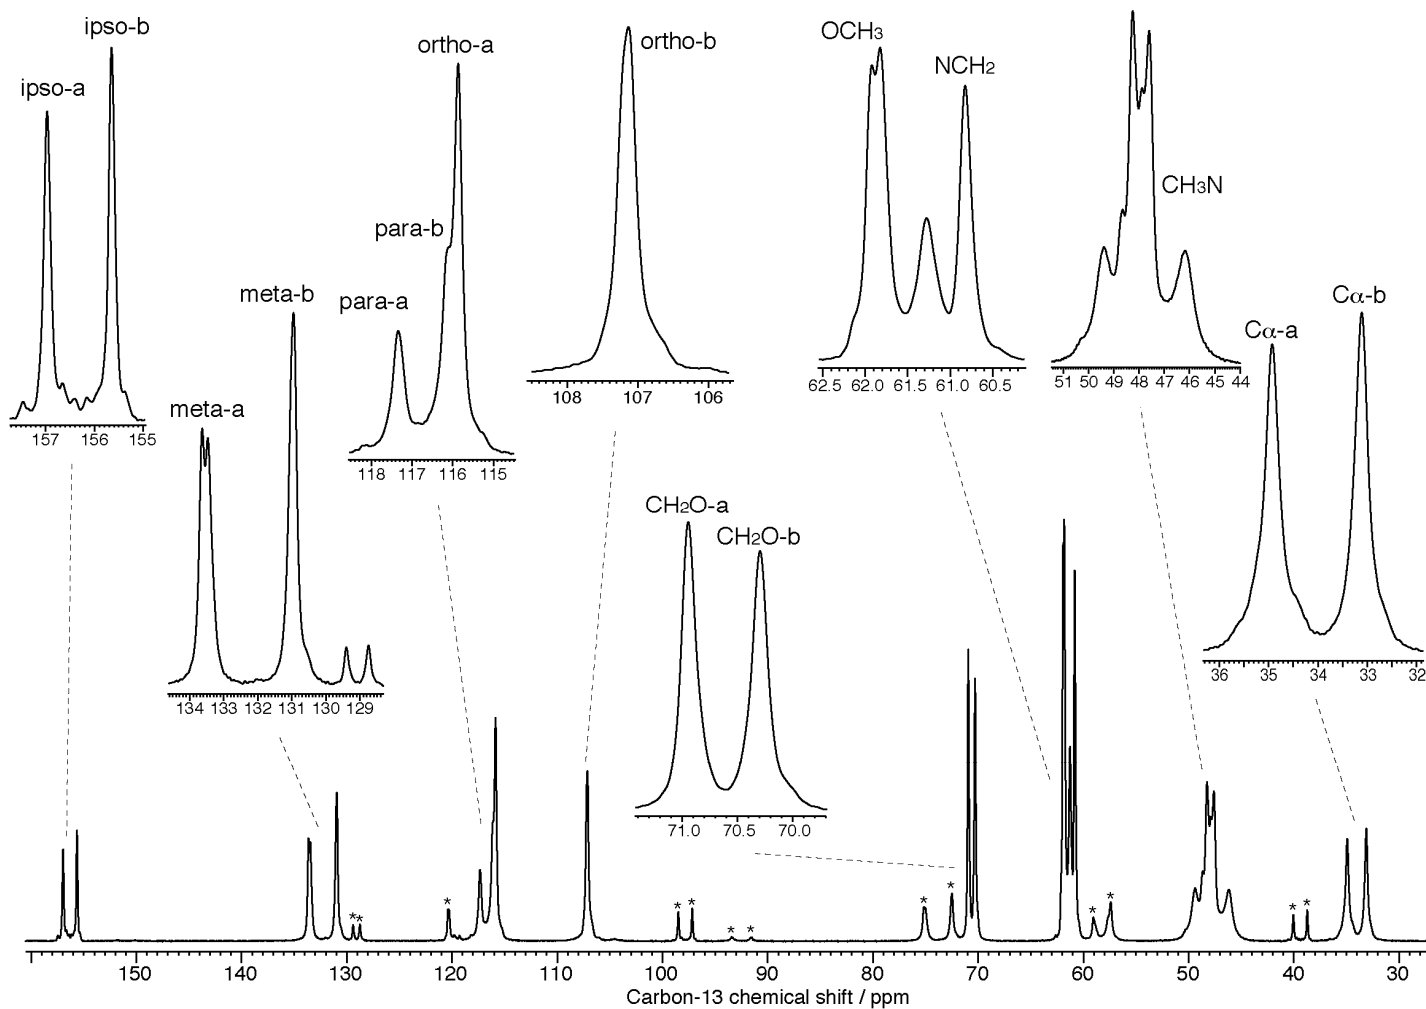 ipso-a
ipso-b
157 156 155
meta-a
meta-b
134 133 132 131 130 129
para-a
para-b
ortho-a
118 117 116 115
ortho-b
108 107 106
CH2O-a
CH2O-b
71.0 70.5 70.0
OCH3
NCH2
62.5 62.0 61.5 61.0 60.5
CH3N
51 50 49 48 47 46 45 44
Cα-a
Cα-b
36 35 34 33 32
* * * * * * * * * * * * *
150 140 130 120 110 100 90 80 70 60 50 40 30
Carbon-13 chemical shift / ppm